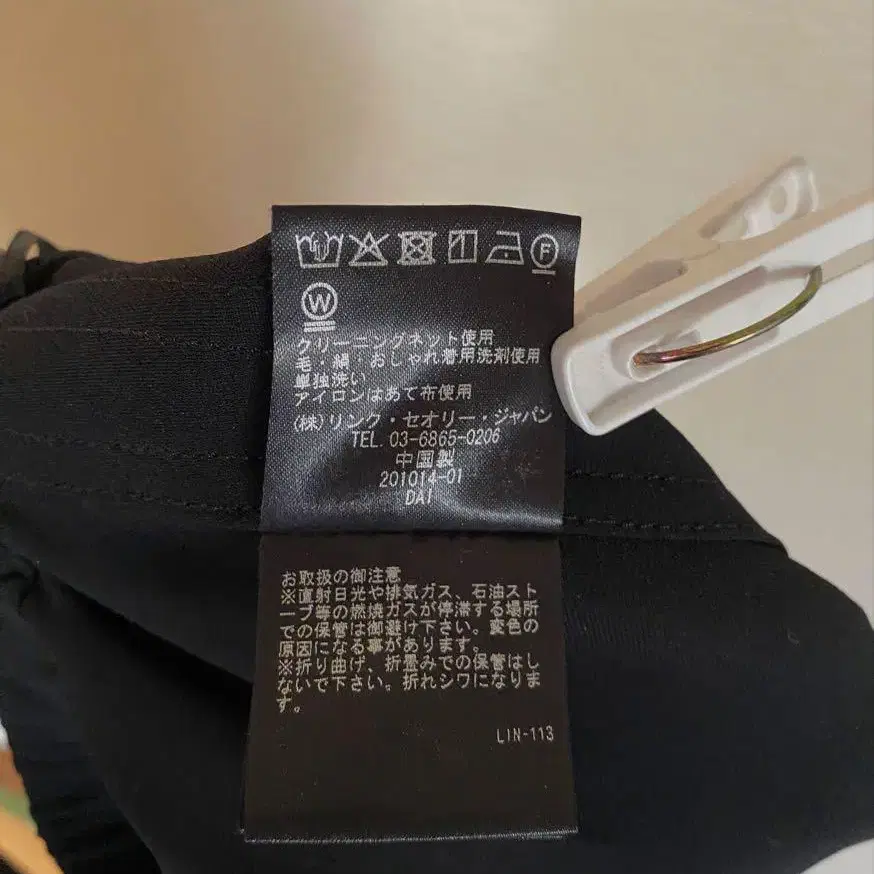 F
W
クリーニングネット使用
毛・絹・おしゃれ着用洗剤使用
単独洗い
アイロンはあて布使用
(株)リンク・セオリー・ジャパン
TEL. 03-6865-0206
中国製
201014-01
DAI
お取扱の御注意
※直射日光や排気ガス、石油スト
ーブ等の燃焼ガスが停滞する場所
での保管は御避け下さい。変色の
原因になる事があります。
※折り曲げ、折畳みでの保管はし
ないで下さい。折れシワになりま
す。
LIN-113